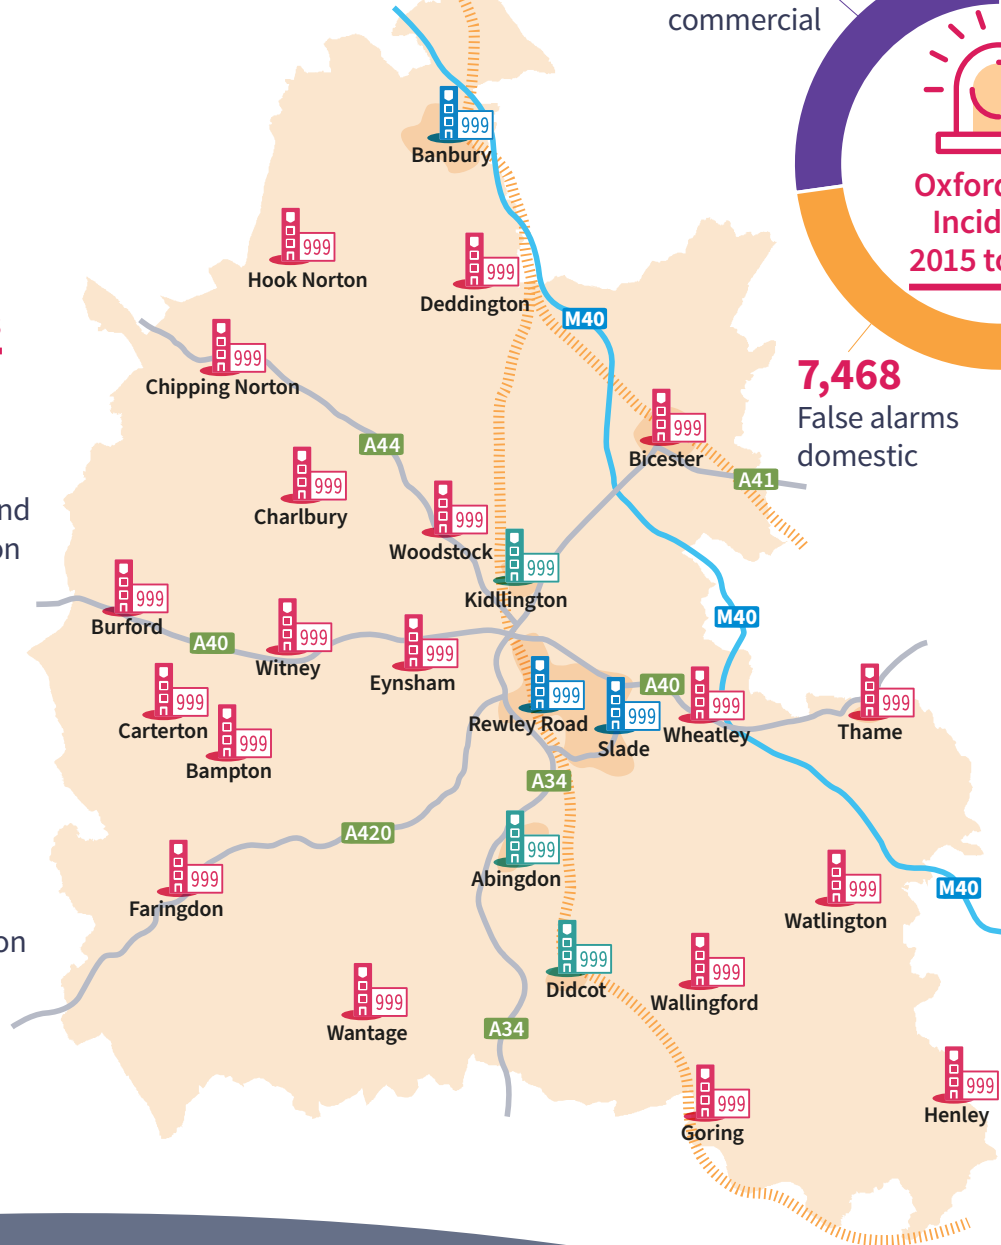 commercial
999
Banbury
Oxford
Incid
2015 to
999
Hook Norton
999
Deddington
M40
999
Chipping Norton
7,468
False alarms
domestic
999
Bicester
A44
A41
999
Charlbury
999
Woodstock
nd
on
999
Kidllington
999
Burford
M40
999
Witney
A40
999
Eynsham
999
Rewley Road
A40
999
Slade
999
Wheatley
999
Thame
999
Carterton
999
Bampton
A34
A420
999
Abingdon
999
Faringdon
999
Watlington
M40
on
999
Didcot
999
Wallingford
999
Wantage
A34
999
Henley
999
Goring